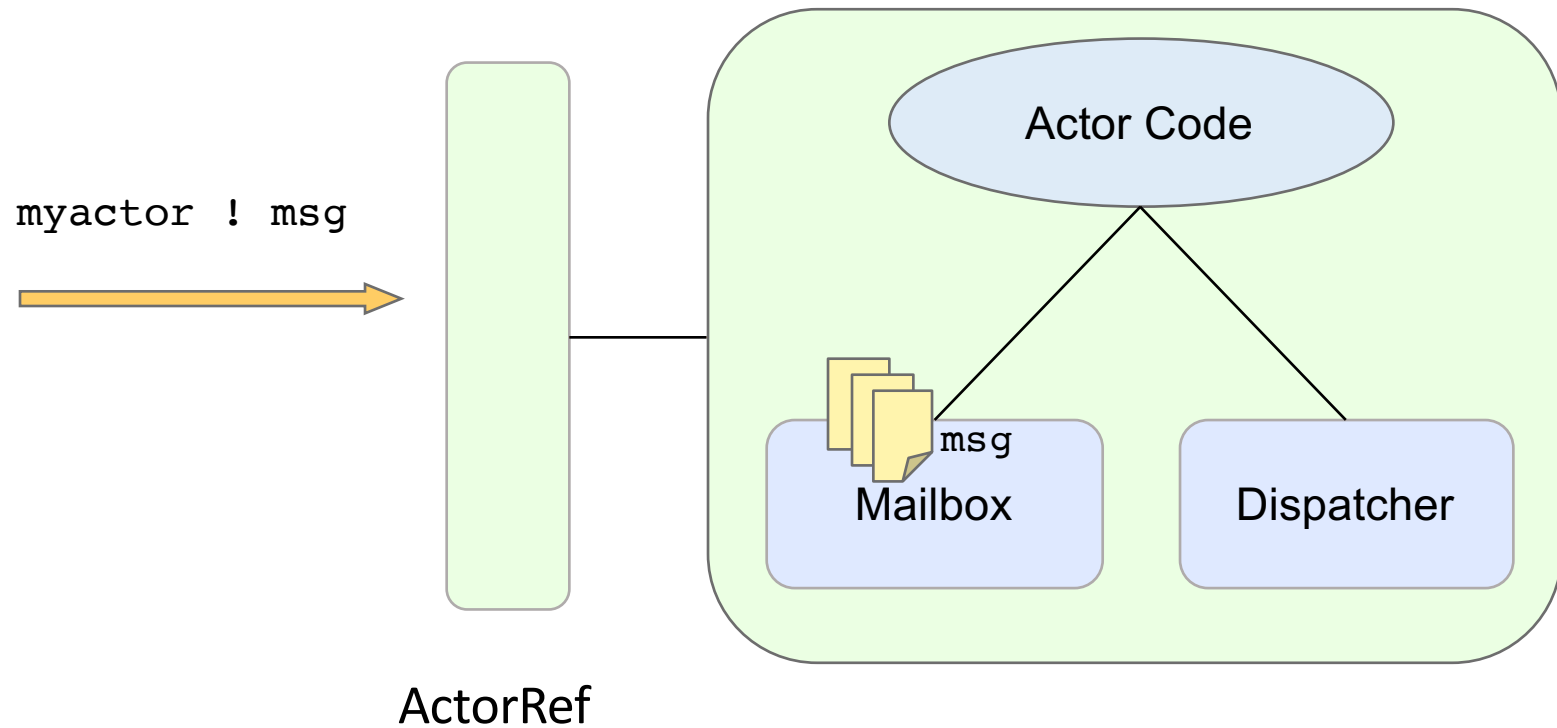 myactor ! msg
Actor Code
msg
Mailbox
Dispatcher
ActorRef